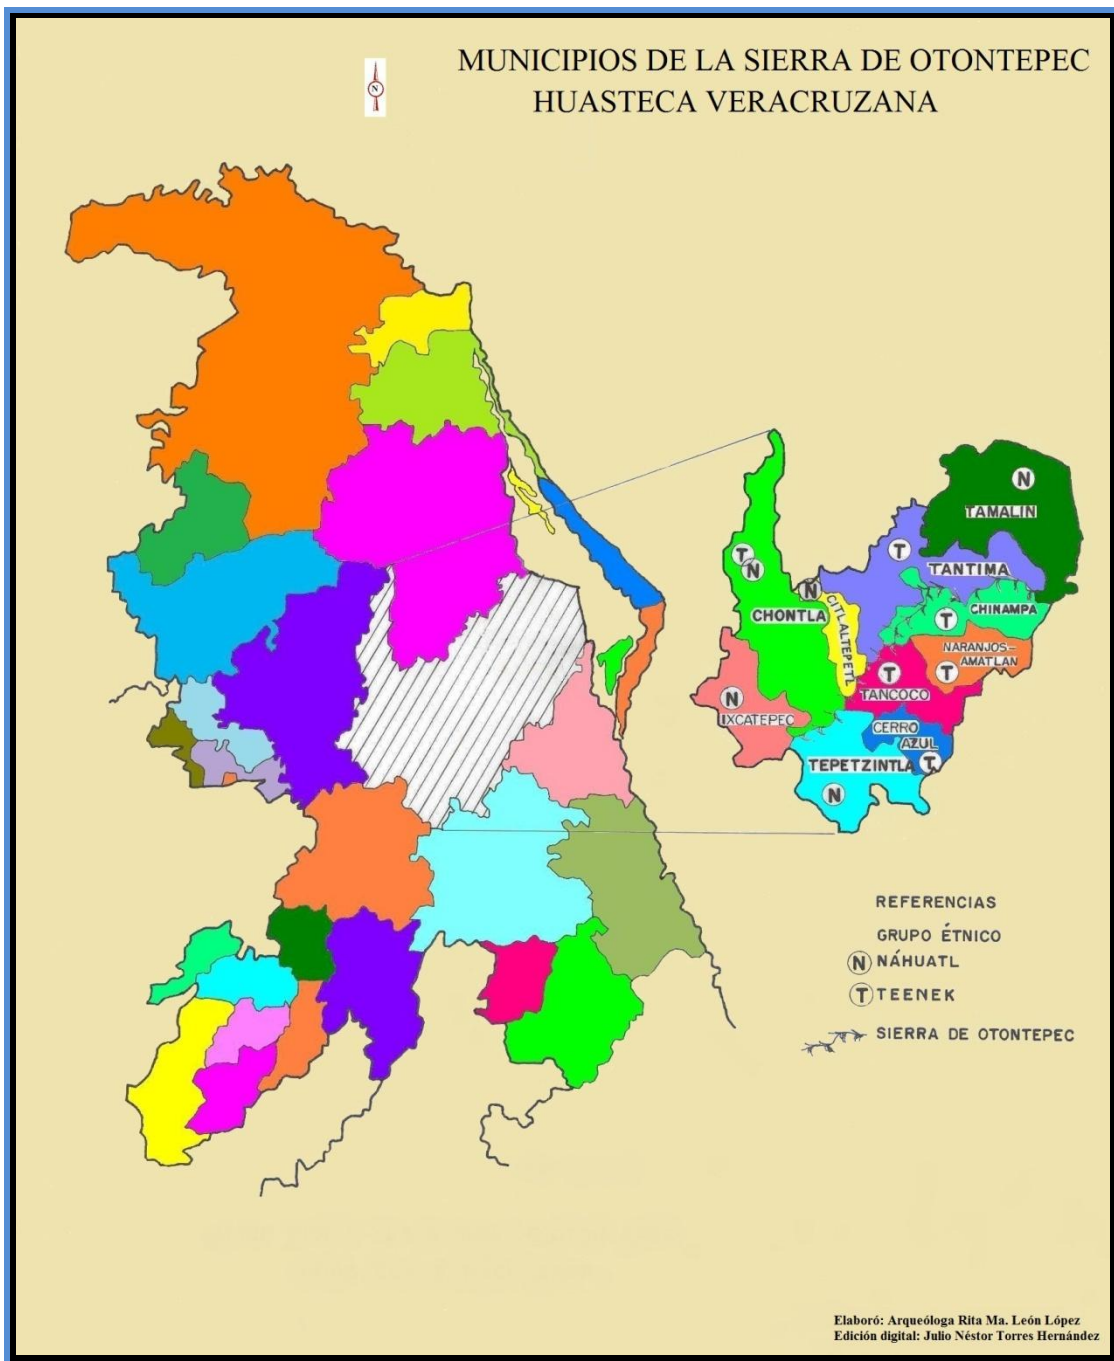 MUNICIPIOS DE LA SIERRA DE OTONTEPEC
HUASTECA VERACRUZANA
N
N
TAMALIN
T
TANTIMA
T
N
N
CHONTLA
CITLALTEPETL
CHINAMPA
T
NARANJOS-
AMATLAN
T
T
TANCOCO
N
IXCATEPEC
CERRO
AZUL
T
TEPETZINTLA
N
REFERENCIAS
GRUPO ÉTNICO
N NÁHUATL
T TEENEK
SIERRA DE OTONTEPEC
Elaboró: Arqueóloga Rita Ma. León López
Edición digital: Julio Néstor Torres Hernández